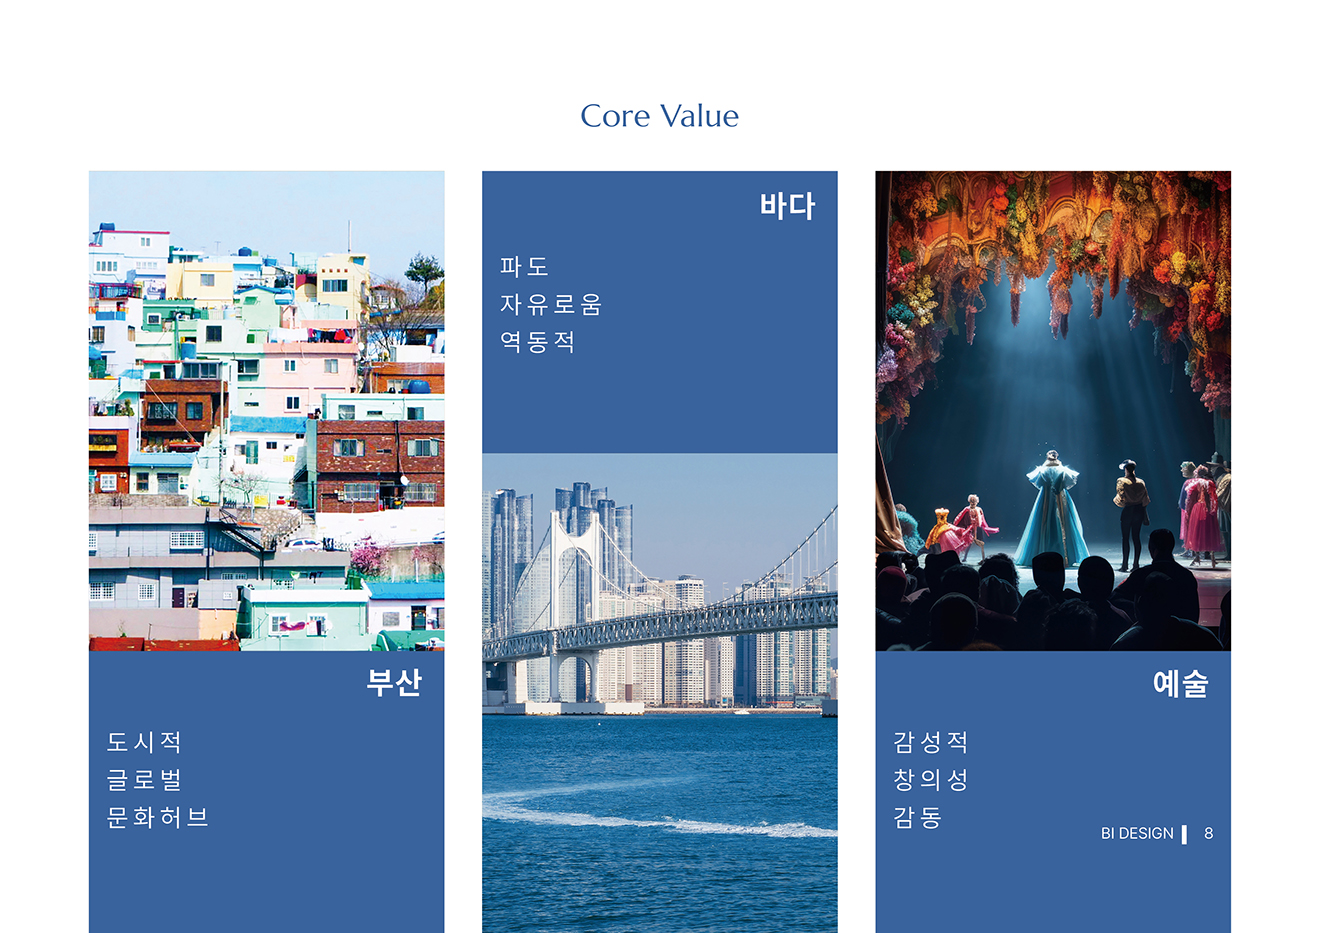 Core Value
부산
도시적
글로벌
문화허브
바다
파도
자유로움
역동적
예술
감성적
창의성
감동
BI DESIGN 8